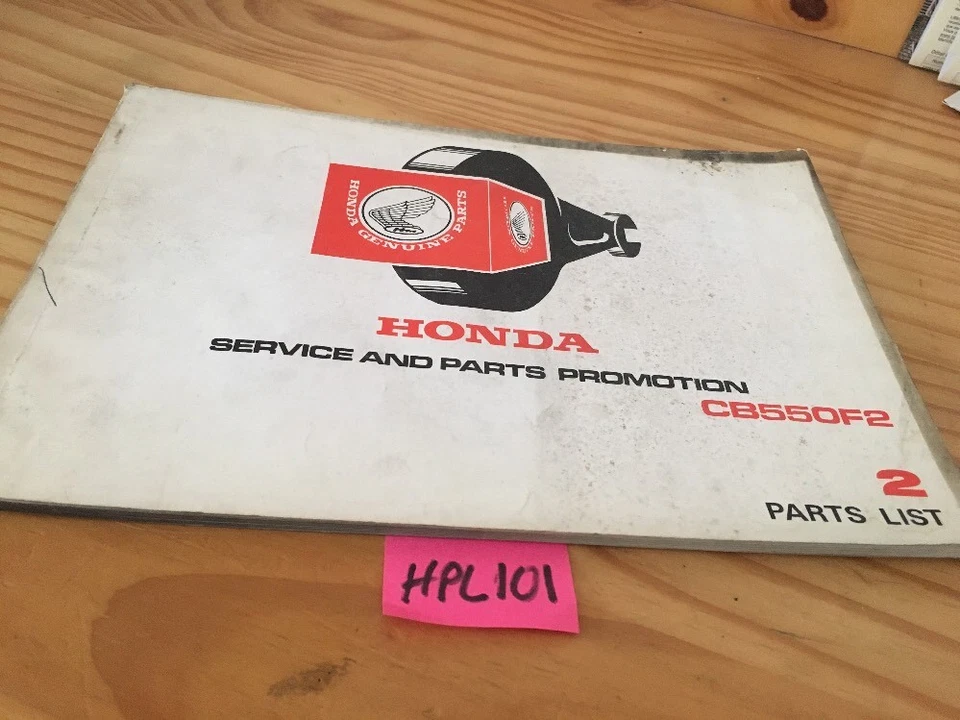 HONDA GENUINE PARTS
HONDA
SERVICE AND PARTS PROMOTION
CB550F2
2
PARTS LIST
HPL101